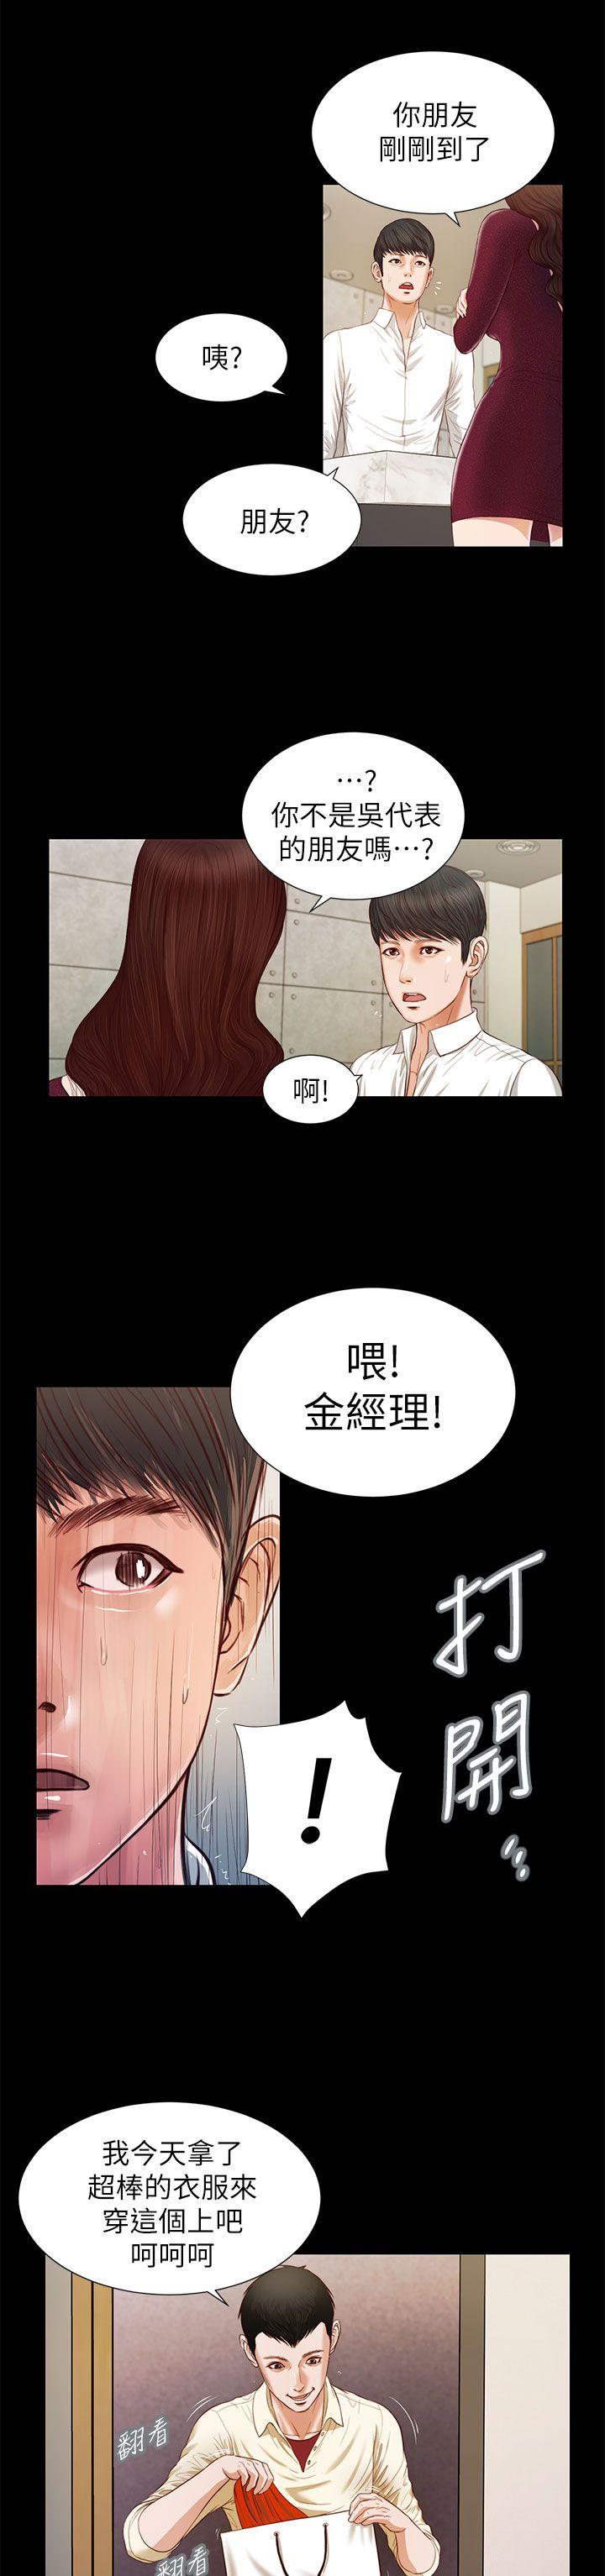 你朋友
剛剛到了
咦?
朋友?
…?
你不是吳代表
的朋友嗎…?
啊!
喂!
金經理!
打開…
!
我今天拿了
超棒的衣服來
穿這個上吧
呵呵呵
翻看
翻看